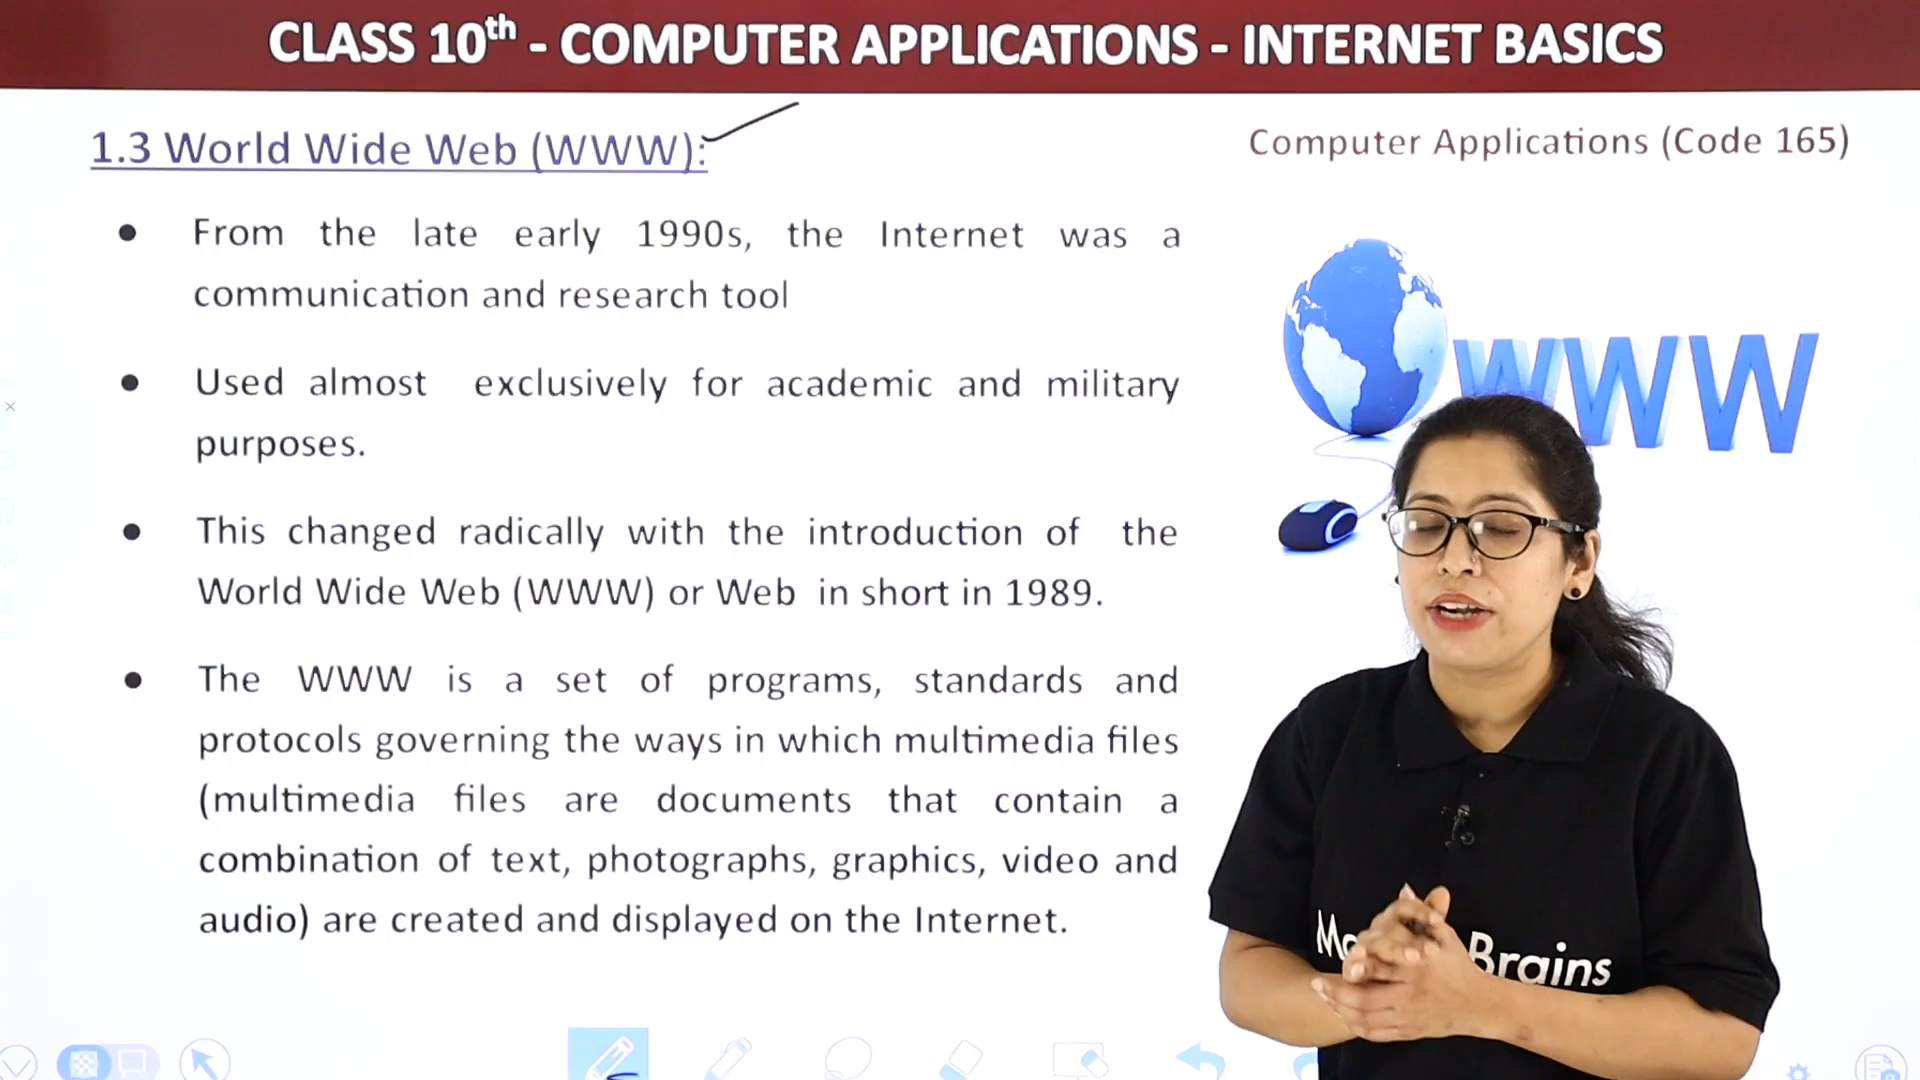 CLASS 10th - COMPUTER APPLICATIONS - INTERNET BASICS
1.3 World Wide Web (WWW):
Computer Applications (Code 165)
● From the late early 1990s, the Internet was a
communication and research tool
● Used almost exclusively for academic and military
purposes.
● This changed radically with the introduction of the
World Wide Web (WWW) or Web in short in 1989.
● The WWW is a set of programs, standards and
protocols governing the ways in which multimedia files
(multimedia files are documents that contain a
combination of text, photographs, graphics, video and
audio) are created and displayed on the Internet.
WWW
Brains